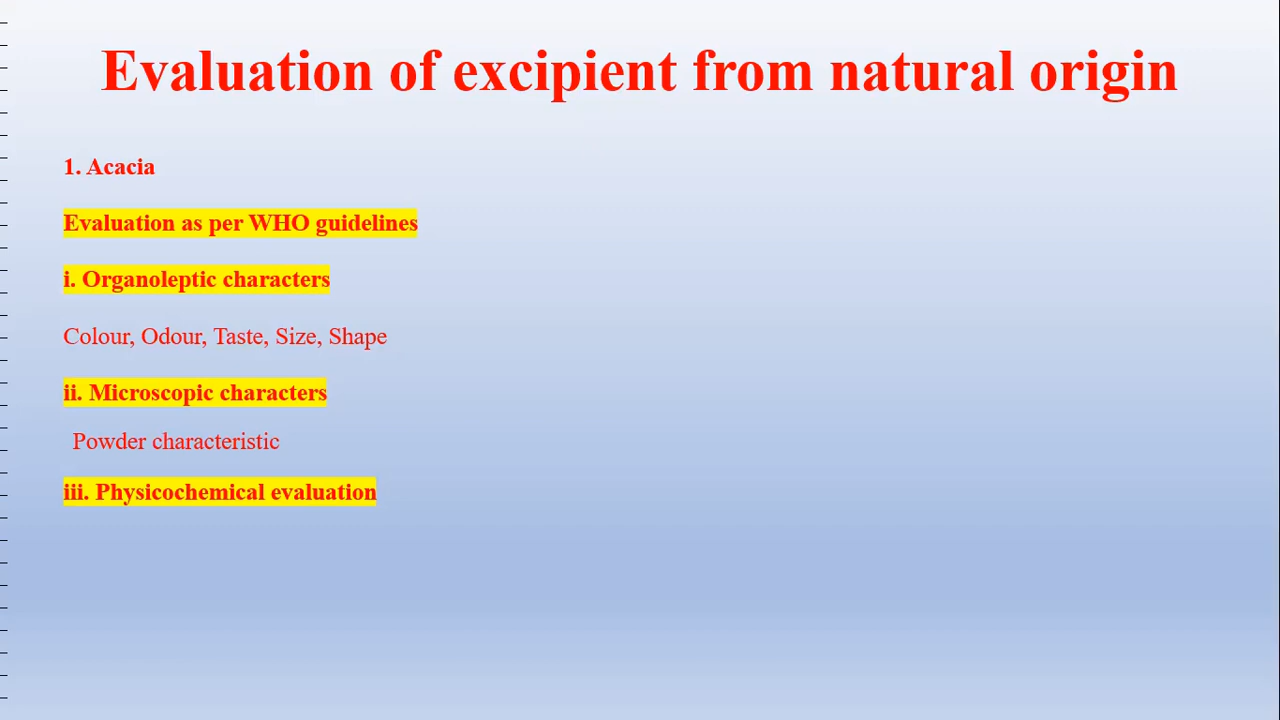 Evaluation of excipient from natural origin
1. Acacia
Evaluation as per WHO guidelines
i. Organoleptic characters
Colour, Odour, Taste, Size, Shape
ii. Microscopic characters
Powder characteristic
iii. Physicochemical evaluation